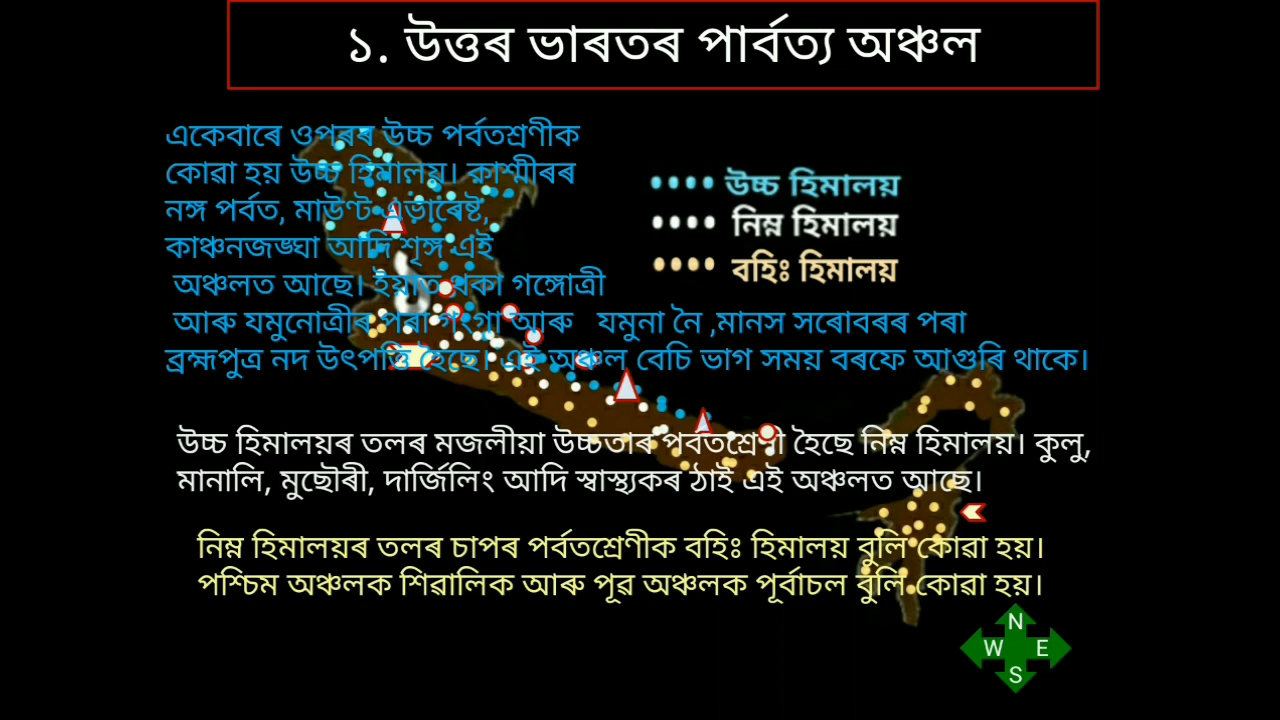 ১. উত্তৰ ভাৰতৰ পাৰ্বত্য অঞ্চল
একেবাৰে ওপৰৰ উচ্চ পৰ্বতশ্ৰণীক
কোৱা হয় উচ্চ হিমালয়। কাশ্মীৰৰ
নঙ্গ পৰ্বত, মাউণ্ট এভাৰেষ্ট,
কাঞ্চনজঙ্ঘা আদি শৃঙ্গ এই
অঞ্চলত আছে। ইয়াত থকা গঙ্গোত্ৰী
আৰু যমুনোত্ৰীৰ পৰা গংগা আৰু যমুনা নৈ ,মানস সৰোবৰৰ পৰা
ব্ৰহ্মপুত্ৰ নদ উৎপত্তি হৈছে। এই অঞ্চল বেচি ভাগ সময় বৰফে আগুৰি থাকে।
•••• উচ্চ হিমালয়
•••• নিম্ন হিমালয়
•••• বহিঃ হিমালয়
উচ্চ হিমালয়ৰ তলৰ মজলীয়া উচ্চতাৰ পৰ্বতশ্ৰেণী হৈছে নিম্ন হিমালয়। কুলু,
মানালি, মুছৌৰী, দাৰ্জিলিং আদি স্বাস্থ্যকৰ ঠাই এই অঞ্চলত আছে।
নিম্ন হিমালয়ৰ তলৰ চাপৰ পৰ্বতশ্ৰেণীক বহিঃ হিমালয় বুলি কোৱা হয়।
পশ্চিম অঞ্চলক শিৱালিক আৰু পূৱ অঞ্চলক পূৰ্বাচল বুলি কোৱা হয়।
N
W E
S